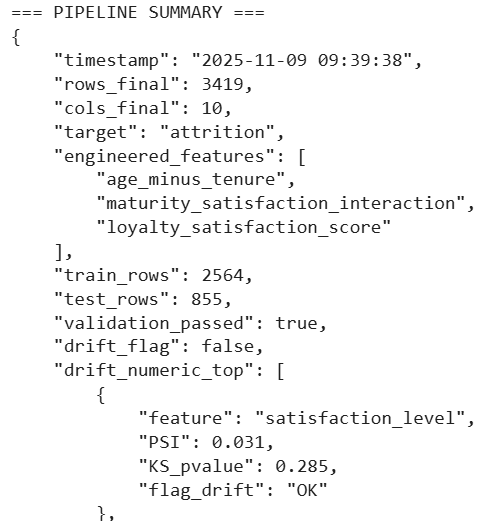 === PIPELINE SUMMARY ===
{
    "timestamp": "2025-11-09 09:39:38",
    "rows_final": 3419,
    "cols_final": 10,
    "target": "attrition",
    "engineered_features": [
        "age_minus_tenure",
        "maturity_satisfaction_interaction",
        "loyalty_satisfaction_score"
    ],
    "train_rows": 2564,
    "test_rows": 855,
    "validation_passed": true,
    "drift_flag": false,
    "drift_numeric_top": [
        {
            "feature": "satisfaction_level",
            "PSI": 0.031,
            "KS_pvalue": 0.285,
            "flag_drift": "OK"
        },